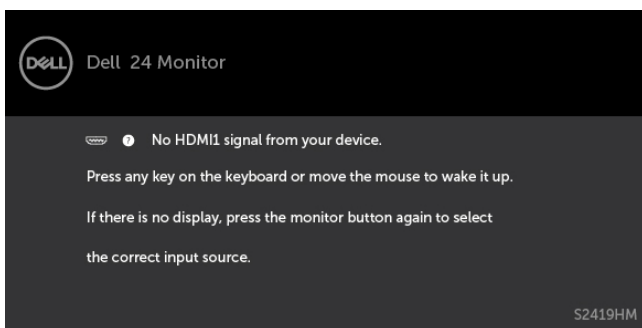 DELL
Dell 24 Monitor
No HDMI1 signal from your device.
Press any key on the keyboard or move the mouse to wake it up.
If there is no display, press the monitor button again to select
the correct input source.
S2419HM